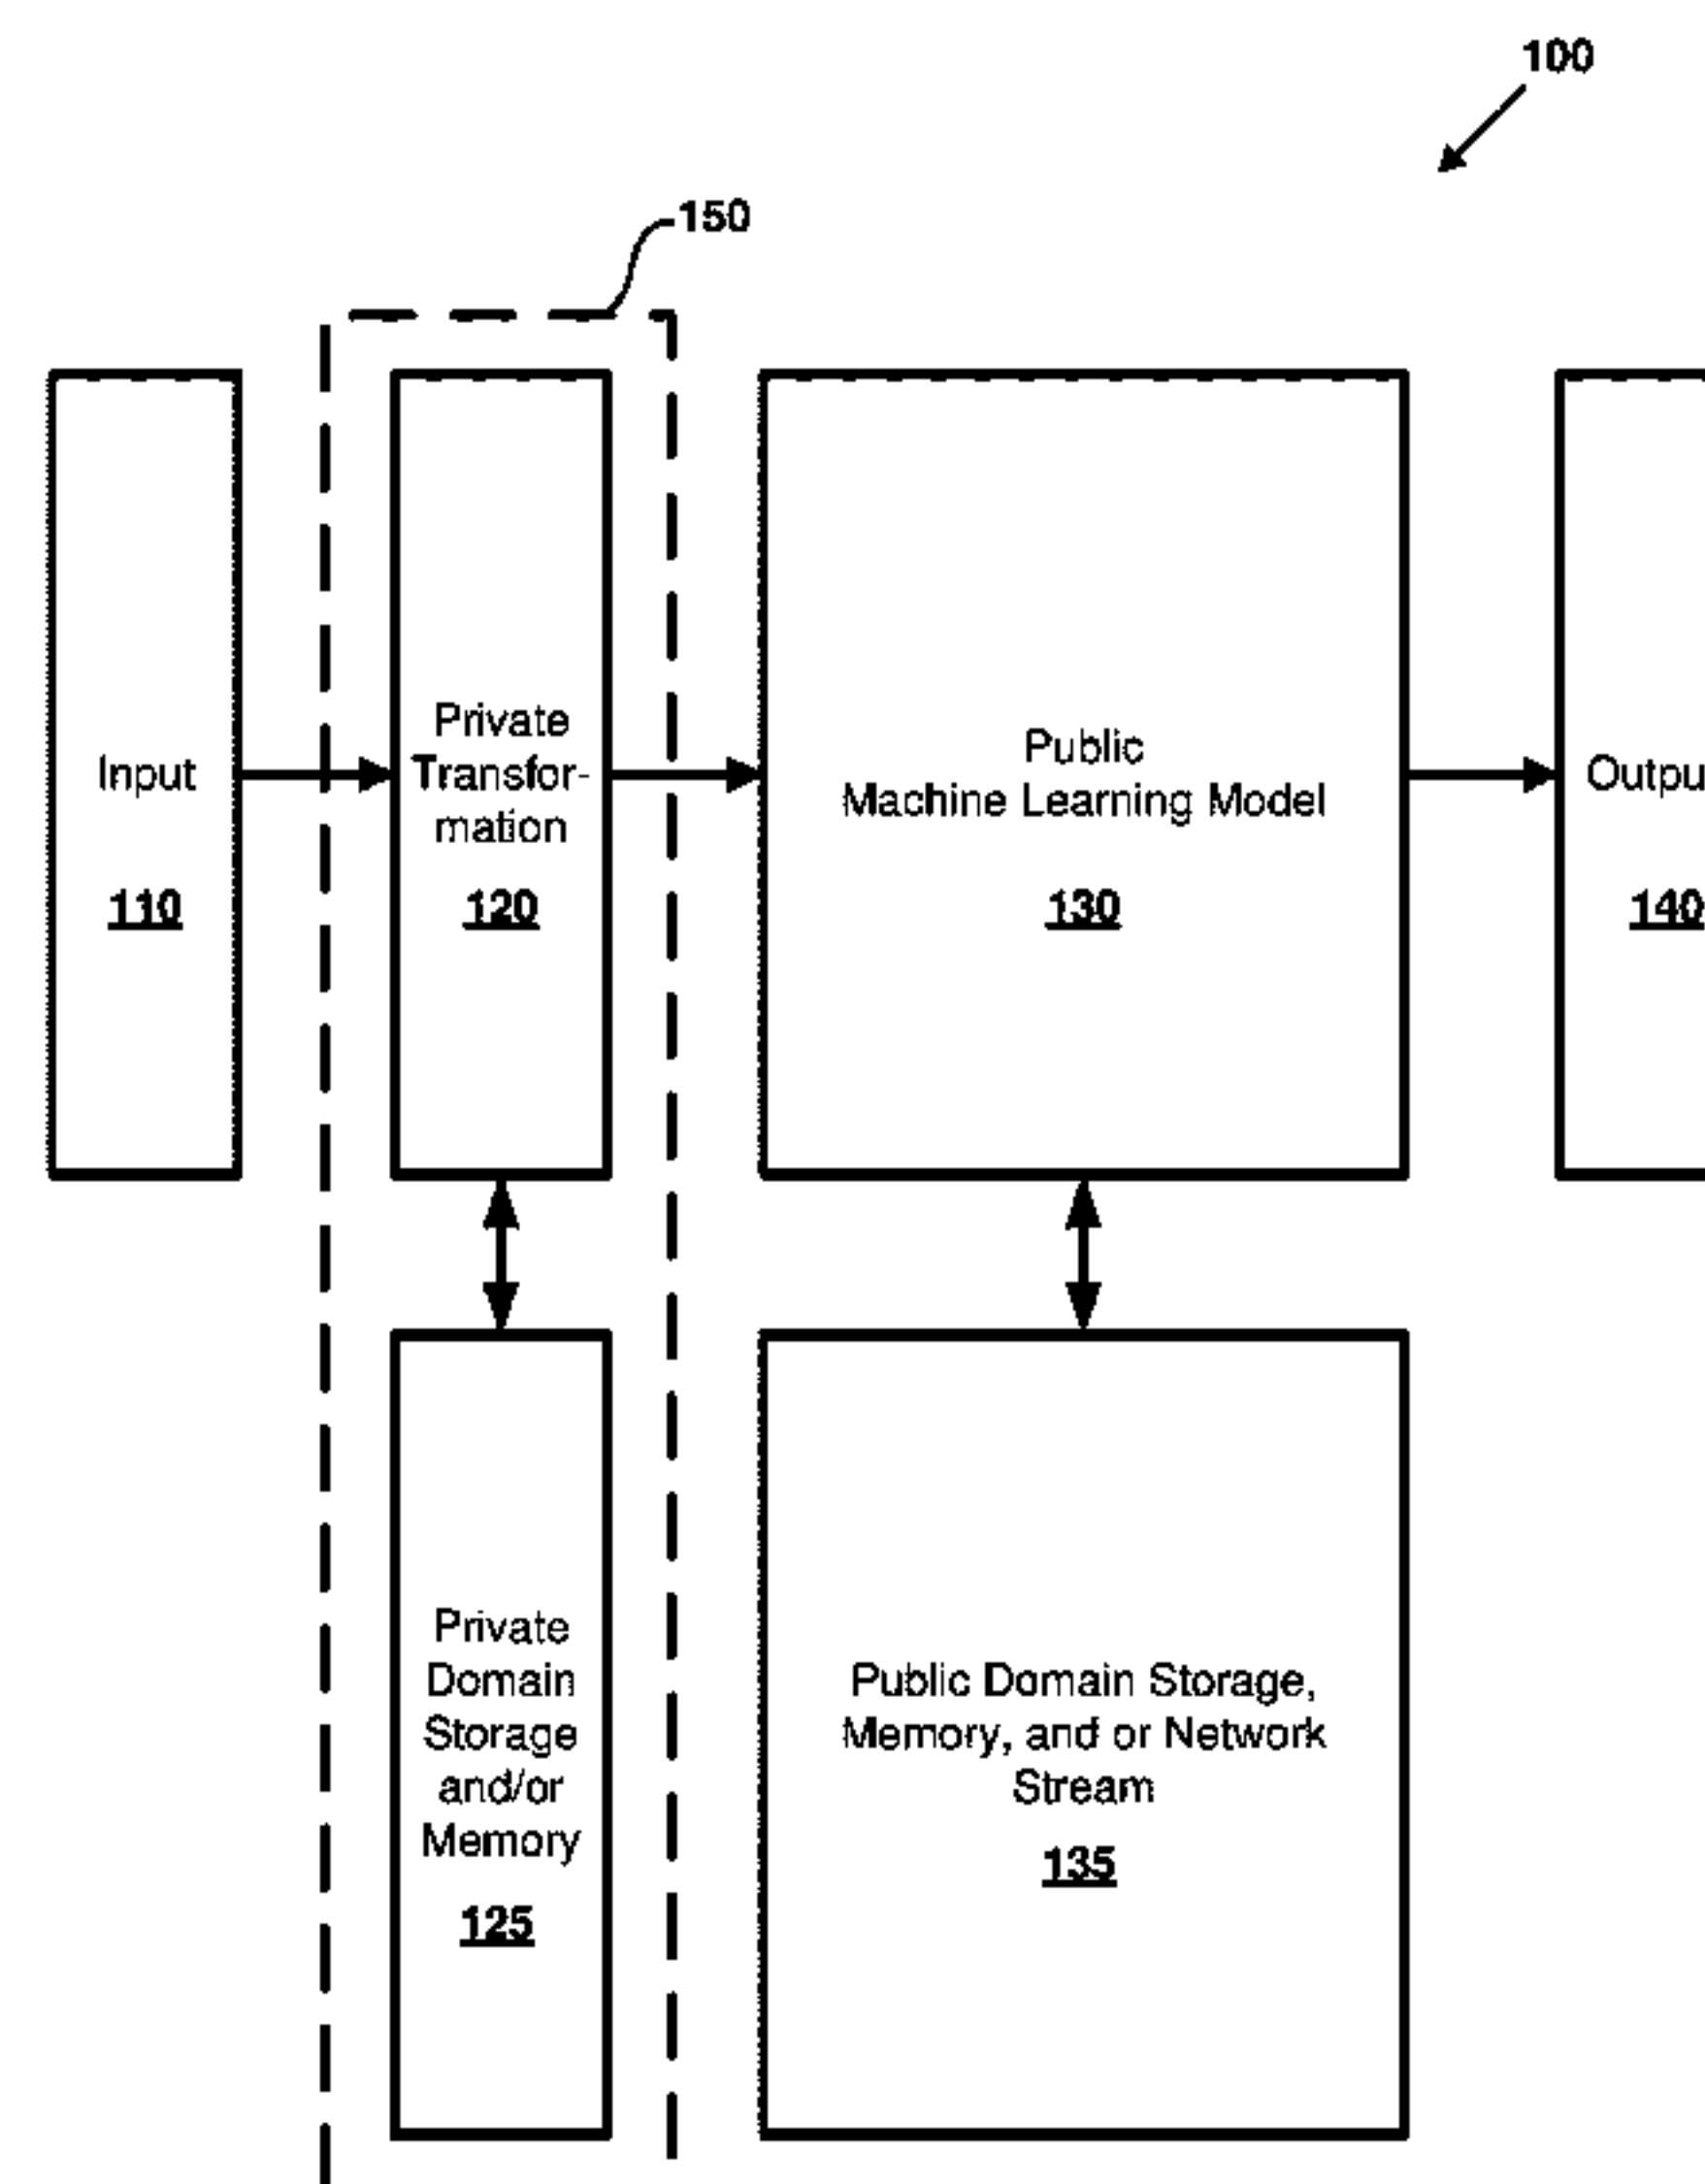 100
150
Input
110
Private
Transfor-
mation
120
Public
Machine Learning Model
130
Outpu
140
Private
Domain
Storage
and/or
Memory
125
Public Domain Storage,
Memory, and or Network
Stream
135